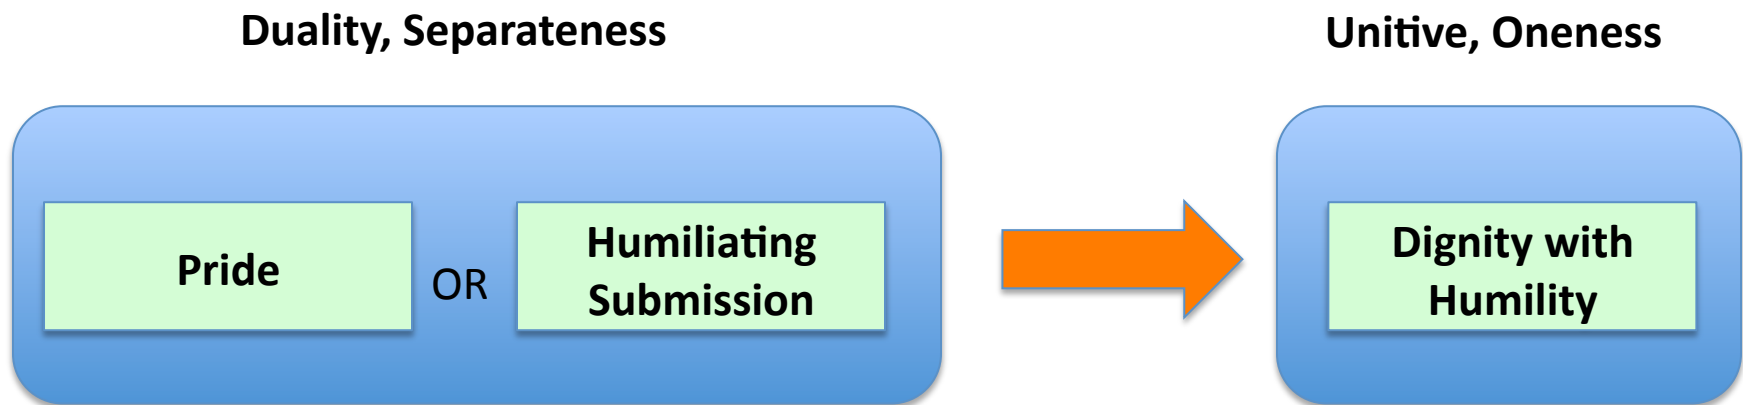 Duality, Separateness
Unitive, Oneness
Pride
OR
Humiliating
Submission
Dignity with
Humility